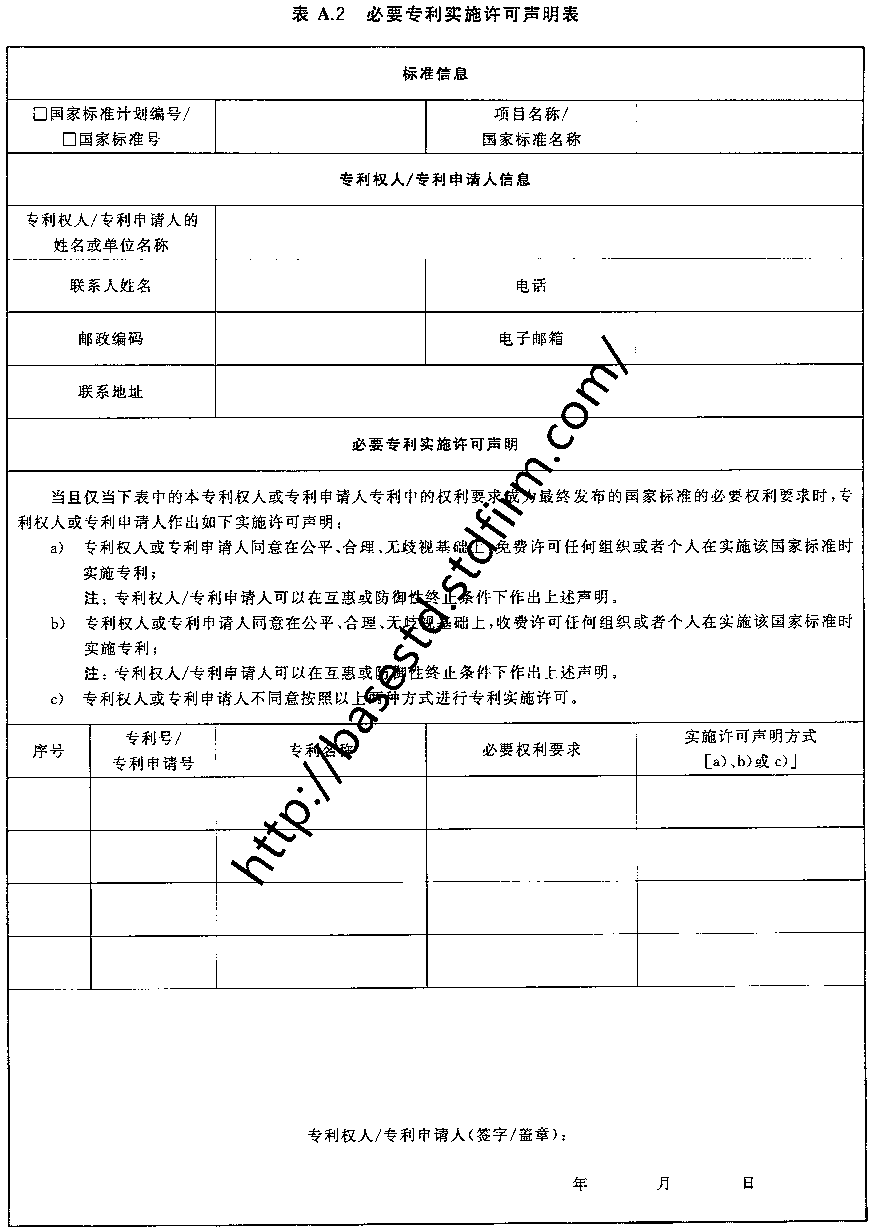 表 A.2 必要专利实施许可声明表
标准信息
□国家标准计划编号/
□国家标准号
项目名称/
国家标准名称
专利权人/专利申请人信息
专利权人/专利申请人的
姓名或单位名称
联系人姓名
电话
邮政编码
电子邮箱
联系地址
必要专利实施许可声明
当且仅当下表中的本专利权人或专利申请人专利中的权利要求成为最终发布的国家标准的必要权利要求时,专
利权人或专利申请人作出如下实施许可声明:
a) 专利权人或专利申请人同意在公平、合理、无歧视基础上,免费许可任何组织或者个人在实施该国家标准时
实施专利;
注:专利权人/专利申请人可以在互惠或防御性终止条件下作出上述声明。
b) 专利权人或专利申请人同意在公平、合理、无歧视基础上,收费许可任何组织或者个人在实施该国家标准时
实施专利;
注:专利权人/专利申请人可以在互惠或防御性终止条件下作出上述声明。
c) 专利权人或专利申请人不同意按照以上两种方式进行专利实施许可。
序号
专利号/
专利申请号
专利名称
必要权利要求
实施许可声明方式
[a)、b)或 c)]
专利权人/专利申请人(签字/盖章):
年 月 日
http://basestd.stdfilm.com/